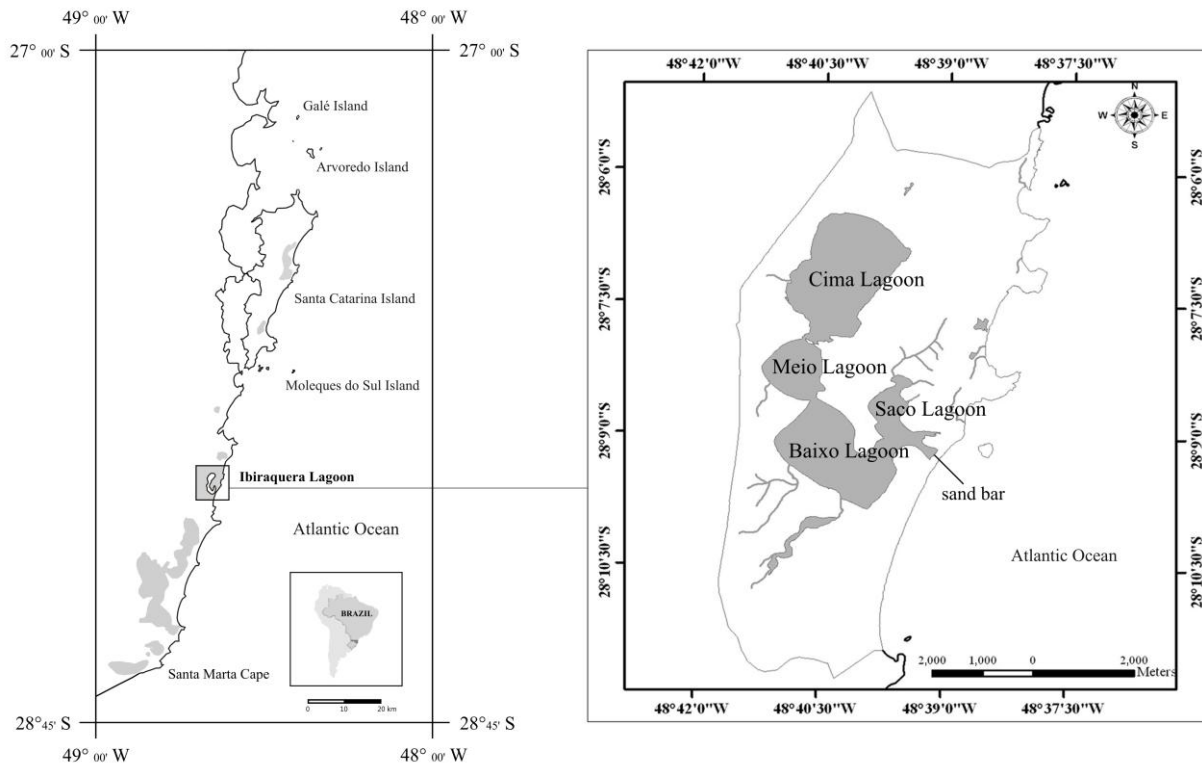 49° 00' W
48° 00' W
27° 00' S
27° 00' S
Galé Island
Arvoredo Island
Santa Catarina Island
Moleques do Sul Island
Ibiraquera Lagoon
Atlantic Ocean
BRAZIL
Santa Marta Cape
0 10 20 km
28° 45' S
28° 45' S
49° 00' W
48° 00' W
48°42'0"W
48°40'30"W
48°39'0"W
48°37'30"W
N
W
E
S
28°6'0"S
28°6'0"S
Cima Lagoon
28°7'30"S
28°7'30"S
Meio Lagoon
Saco Lagoon
28°9'0"S
28°9'0"S
Baixo Lagoon
sand bar
Atlantic Ocean
28°10'30"S
28°10'30"S
2,000 1,000 0 2,000
Meters
48°42'0"W
48°40'30"W
48°39'0"W
48°37'30"W